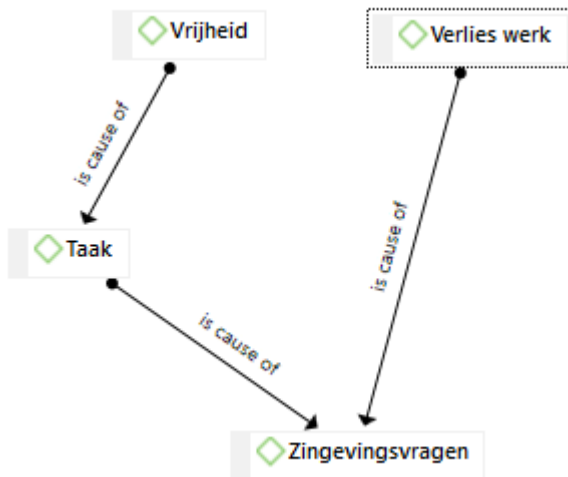 Vrijheid
Verlies werk
is cause of
Taak
is cause of
is cause of
Zingevingsvragen